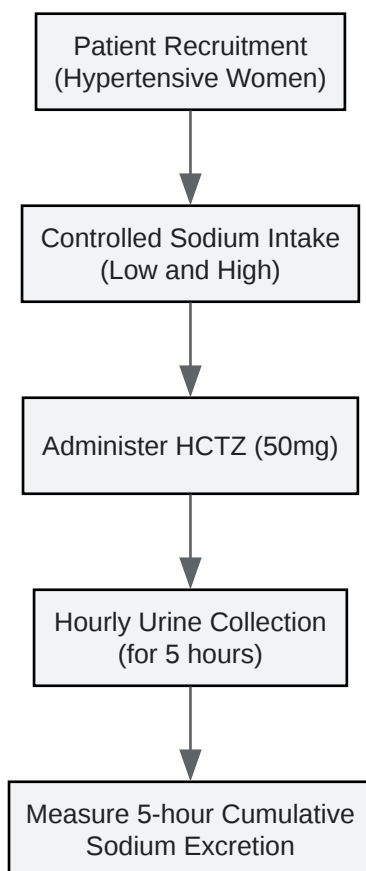 Patient Recruitment
(Hypertensive Women)
Controlled Sodium Intake
(Low and High)
Administer HCTZ (50mg)
Hourly Urine Collection
(for 5 hours)
Measure 5-hour Cumulative
Sodium Excretion